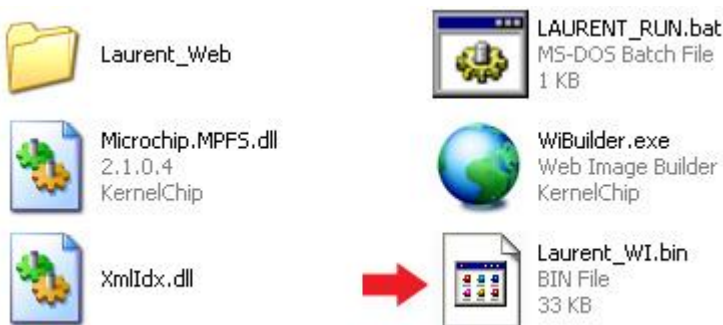 Laurent_Web
LAURENT_RUN.bat
MS-DOS Batch File
1 KB
Microchip.MPFS.dll
2.1.0.4
KernelChip
WiBuilder.exe
Web Image Builder
KernelChip
XmlIdx.dll
Laurent_WI.bin
BIN File
33 KB